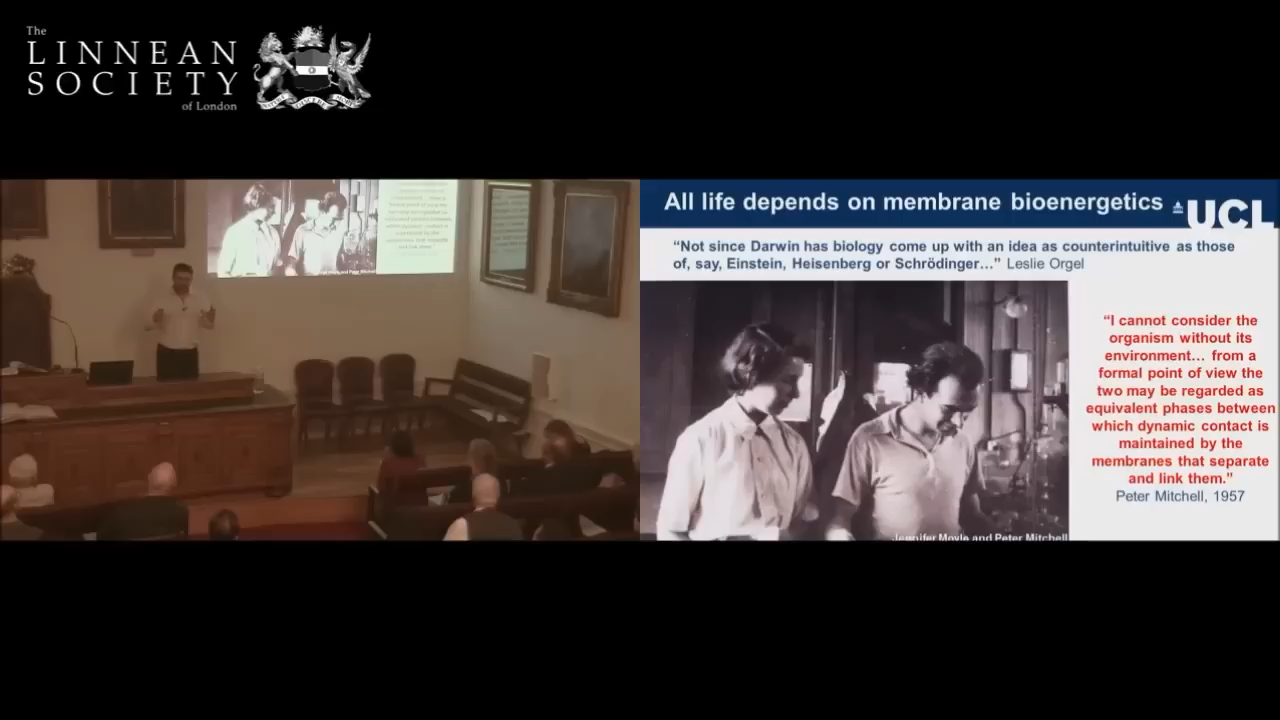 The
LINNEAN
SOCIETY
of London
All life depends on membrane bioenergetics
UCL
“Not since Darwin has biology come up with an idea as counterintuitive as those
of, say, Einstein, Heisenberg or Schrödinger…” Leslie Orgel
“I cannot consider the
organism without its
environment… from a
formal point of view the
two may be regarded as
equivalent phases between
which dynamic contact is
maintained by the
membranes that separate
and link them.”
Peter Mitchell, 1957
Jennifer Moyle and Peter Mitchell